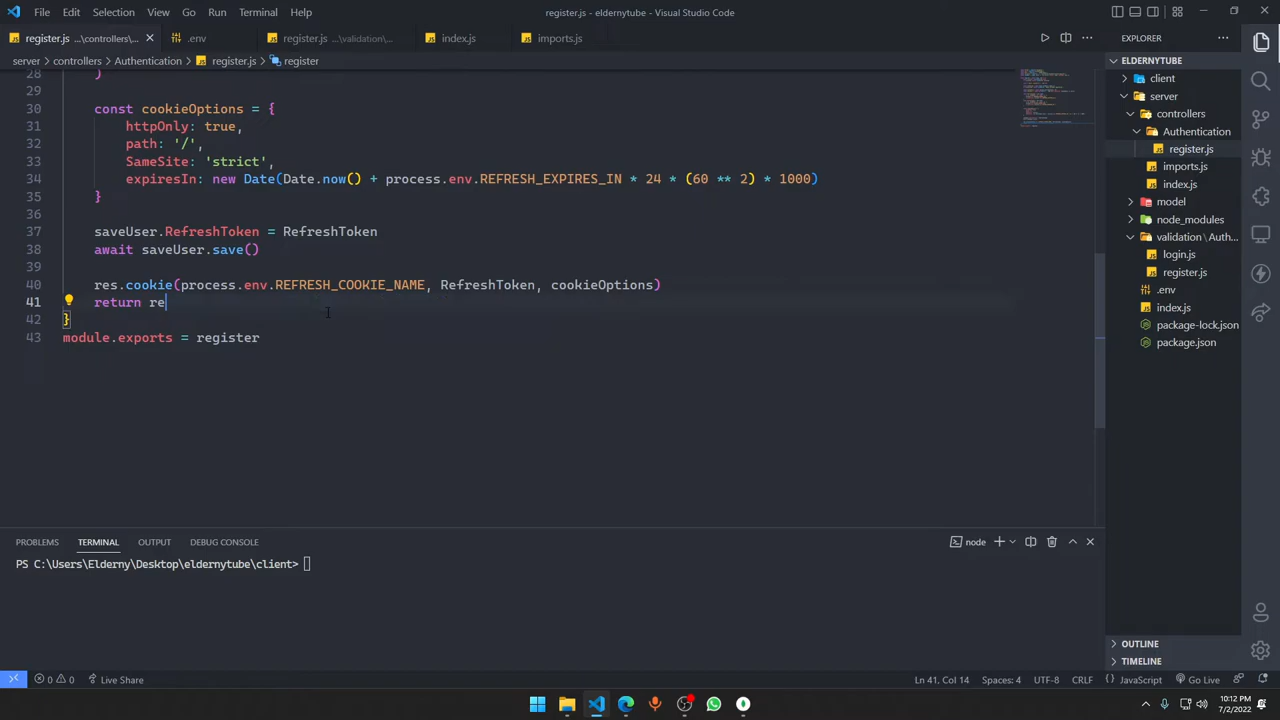 File Edit Selection View Go Run Terminal Help
register.js - eldernytube - Visual Studio Code
register.js ...\controllers\...
.env
register.js ...\validation\...
index.js
imports.js
server controllers Authentication register.js register
28 }
29
30 const cookieOptions = {
31 httpOnly: true,
32 path: '/',
33 SameSite: 'strict',
34 expiresIn: new Date(Date.now() + process.env.REFRESH_EXPIRES_IN * 24 * (60 ** 2) * 1000)
35 }
36
37 saveUser.RefreshToken = RefreshToken
38 await saveUser.save()
39
40 res.cookie(process.env.REFRESH_COOKIE_NAME, RefreshToken, cookieOptions)
41 return re
42 }
43 module.exports = register
EXPLORER
ELDERNYTUBE
client
server
controllers
Authentication
register.js
imports.js
index.js
model
node_modules
validation\Auth...
login.js
register.js
.env
index.js
package-lock.json
package.json
OUTLINE
TIMELINE
PROBLEMS TERMINAL OUTPUT DEBUG CONSOLE
node
PS C:\Users\Elderny\Desktop\eldernytube\client>
0 0 Live Share
Ln 41, Col 14 Spaces: 4 UTF-8 CRLF {} JavaScript Go Live
10:12 PM
7/2/2022